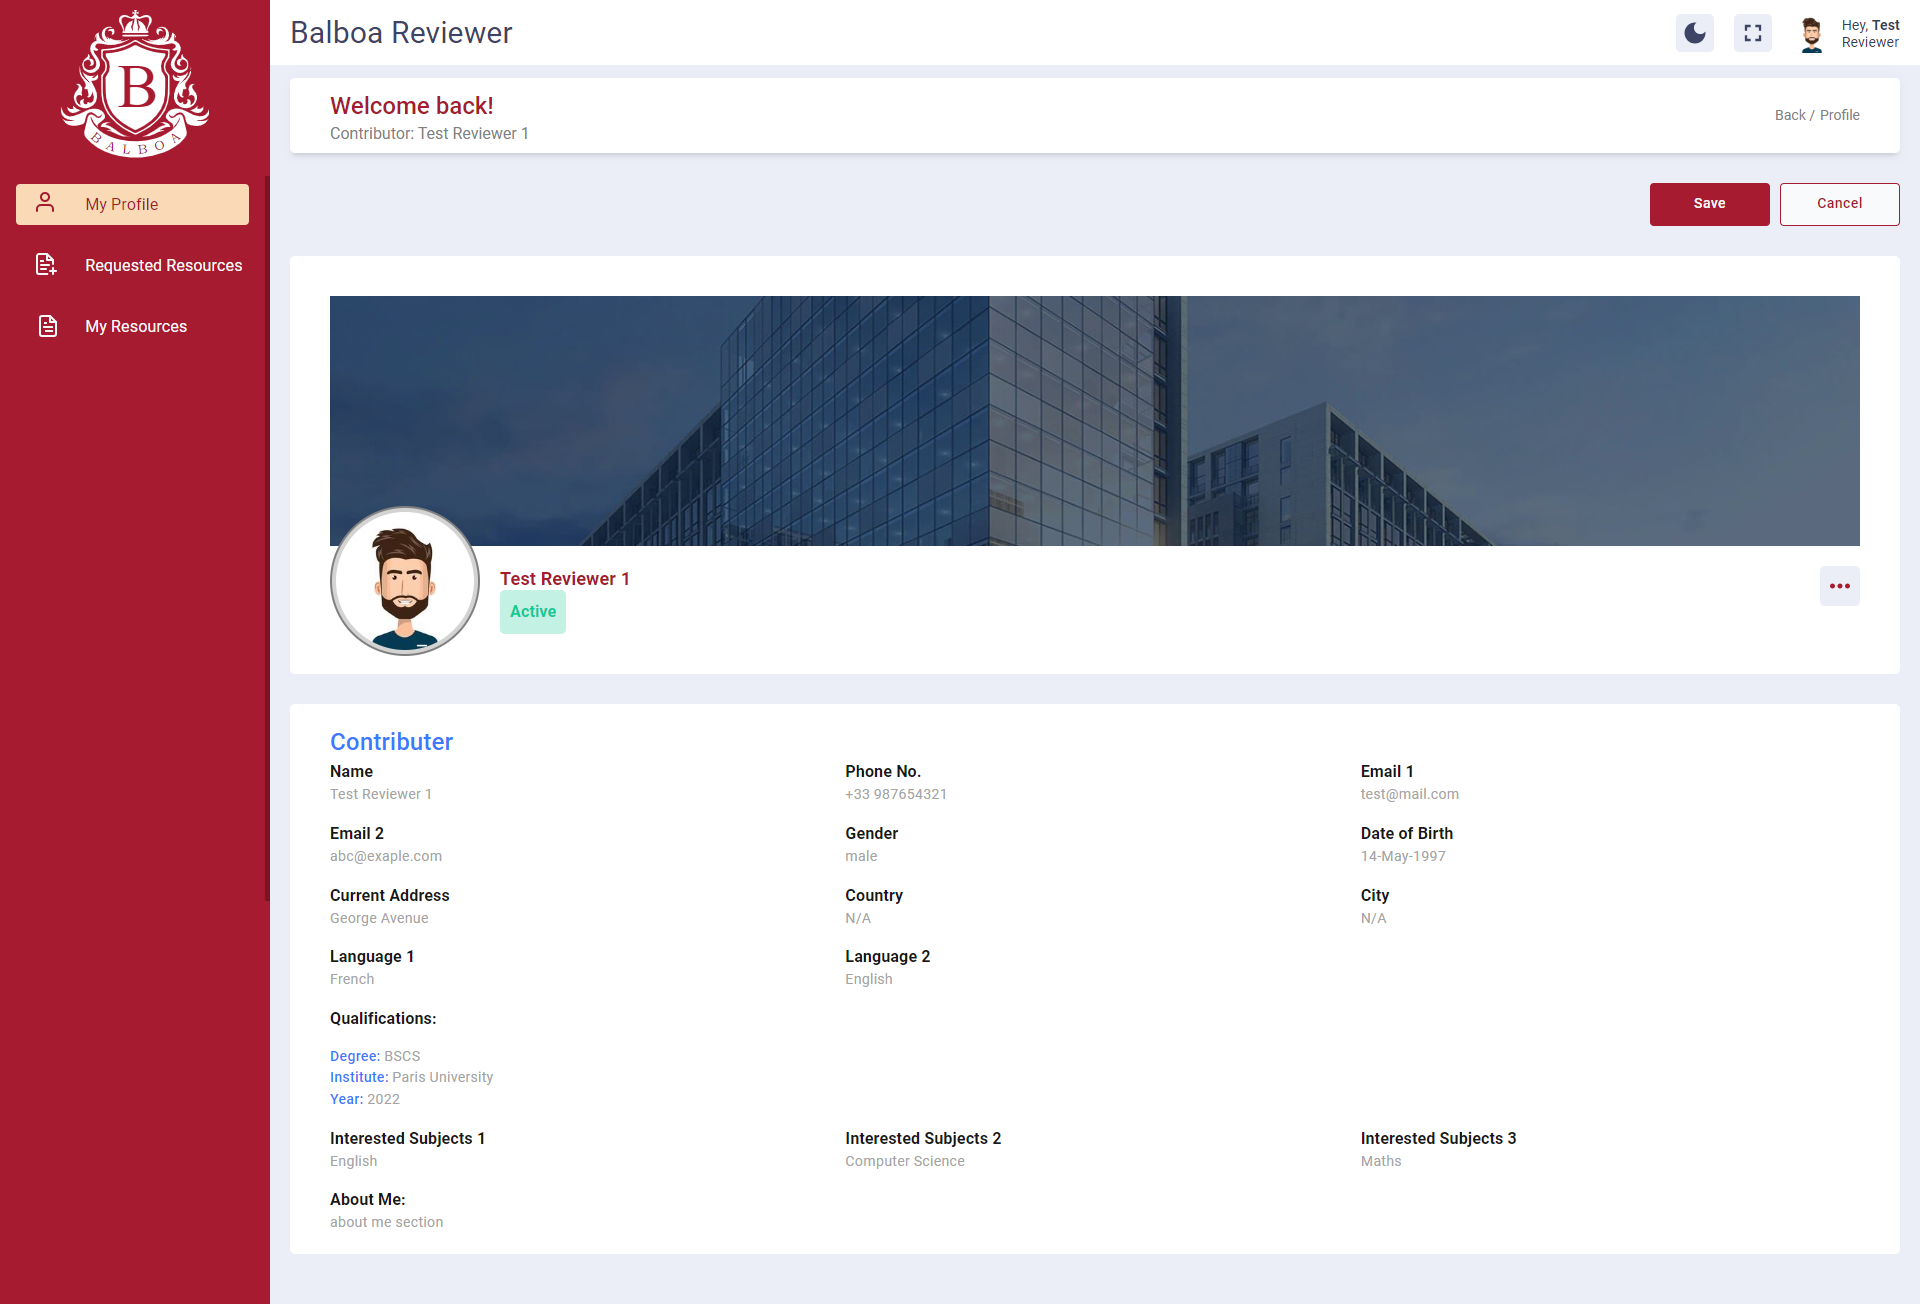 B
BALBOA
My Profile
Requested Resources
My Resources
Balboa Reviewer
Hey, Test
Reviewer
Welcome back!
Contributor: Test Reviewer 1
Back / Profile
Save
Cancel
Test Reviewer 1
Active
Contributer
Name
Test Reviewer 1
Phone No.
+33 987654321
Email 1
test@mail.com
Email 2
abc@exaple.com
Gender
male
Date of Birth
14-May-1997
Current Address
George Avenue
Country
N/A
City
N/A
Language 1
French
Language 2
English
Qualifications:
Degree: BSCS
Institute: Paris University
Year: 2022
Interested Subjects 1
English
Interested Subjects 2
Computer Science
Interested Subjects 3
Maths
About Me:
about me section